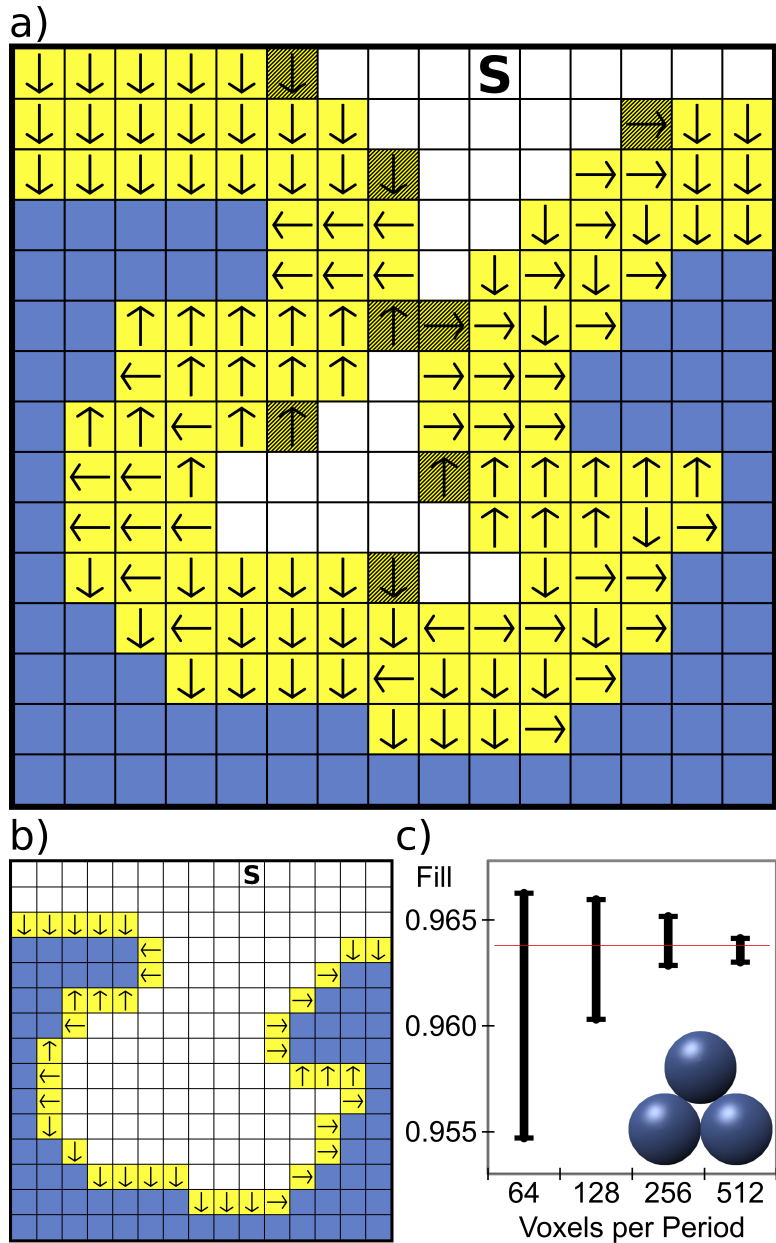 a)
S
b)
S
c)
Fill
0.965
0.960
0.955
64 128 256 512
Voxels per Period